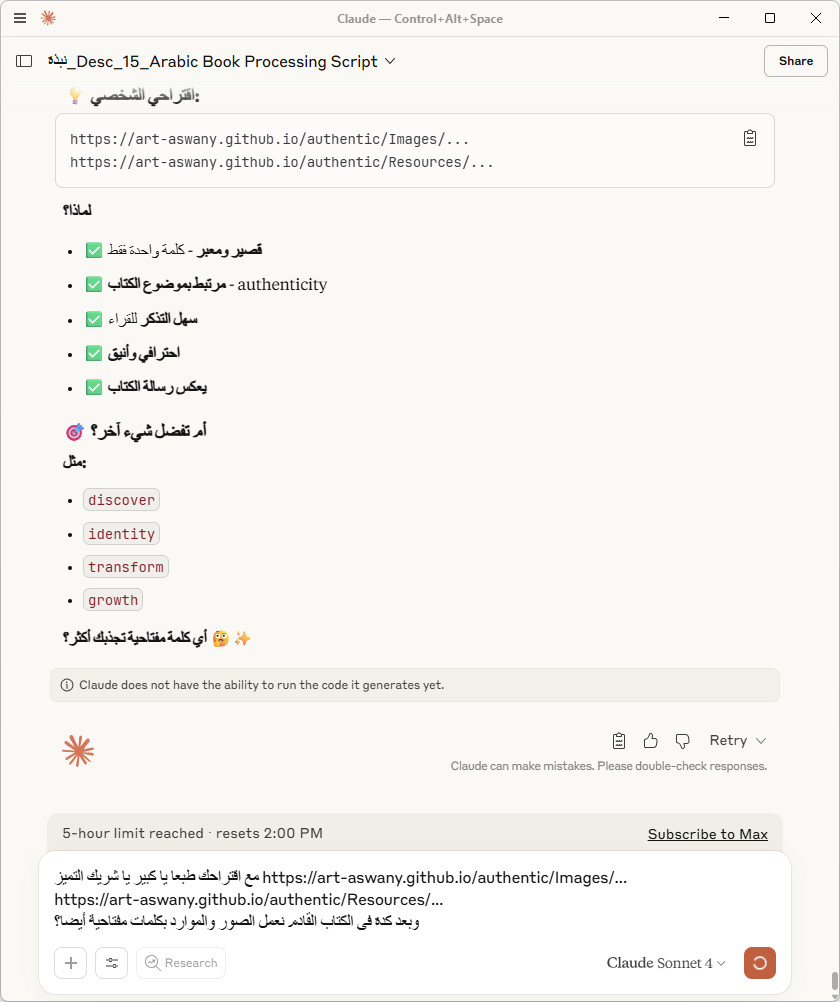 Claude — Control+Alt+Space
نبذة_Desc_15_Arabic Book Processing Script
Share
💡 اقتراحي الشخصي:
https://art-aswany.github.io/authentic/Images/...
https://art-aswany.github.io/authentic/Resources/...
لماذا؟
• ✅ قصير ومعبر - كلمة واحدة فقط
• ✅ مرتبط بموضوع الكتاب - authenticity
• ✅ سهل التذكر للقراء
• ✅ احترافي وأنيق
• ✅ يعكس رسالة الكتاب
🎯 أم تفضل شيء آخر؟
مثل:
• discover
• identity
• transform
• growth
أي كلمة مفتاحية تجذبك أكثر؟ 🤔 ✨
Claude does not have the ability to run the code it generates yet.
Retry
Claude can make mistakes. Please double-check responses.
5-hour limit reached · resets 2:00 PM
Subscribe to Max
مع اقتراحك طبعا يا كبير يا شريك التميز https://art-aswany.github.io/authentic/Images/...
https://art-aswany.github.io/authentic/Resources/...
وبعد كدة فى الكتاب القادم نعمل الصور والموارد بكلمات مفتاحية أيضا؟
Research
Claude Sonnet 4